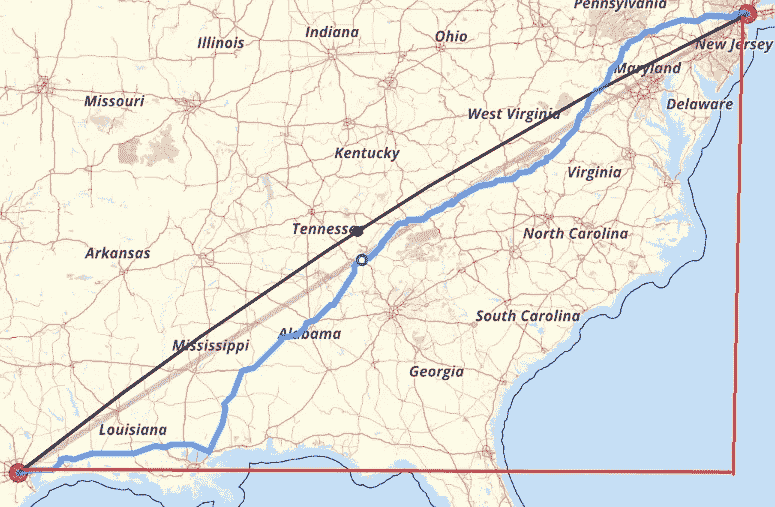 Pennsylvania
Indiana
Ohio
Illinois
New Jersey
Maryland
Missouri
Delaware
West Virginia
Kentucky
Virginia
Tennesse
North Carolina
Arkansas
South Carolina
Alabama
Mississippi
Georgia
Louisiana